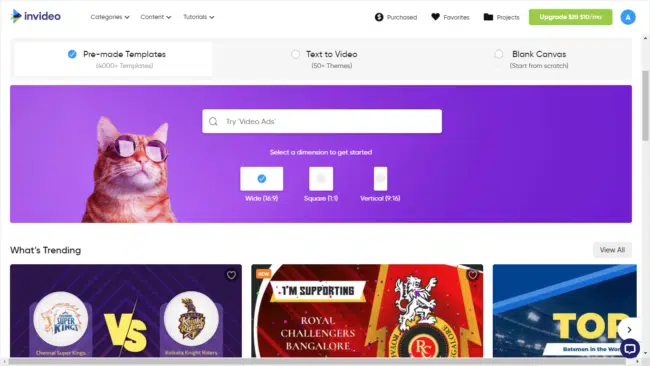 invideo
Categories
Content
Tutorials
Purchased
Favorites
Projects
Upgrade $20 $10/mo
A
Pre-made Templates
(4000+ Templates)
Text to Video
(50+ Themes)
Blank Canvas
(Start from scratch)
Try 'Video Ads'
Select a dimension to get started
Wide (16:9)
Square (1:1)
Vertical (9:16)
What's Trending
View All
CHENNAI
SUPER
KINGS
VS
Chennai Super Kings
Kolkata Knight Riders
NEW
I'M SUPPORTING
ROYAL
CHALLENGERS
BANGALORE
TOP
Batsmen in the Wor